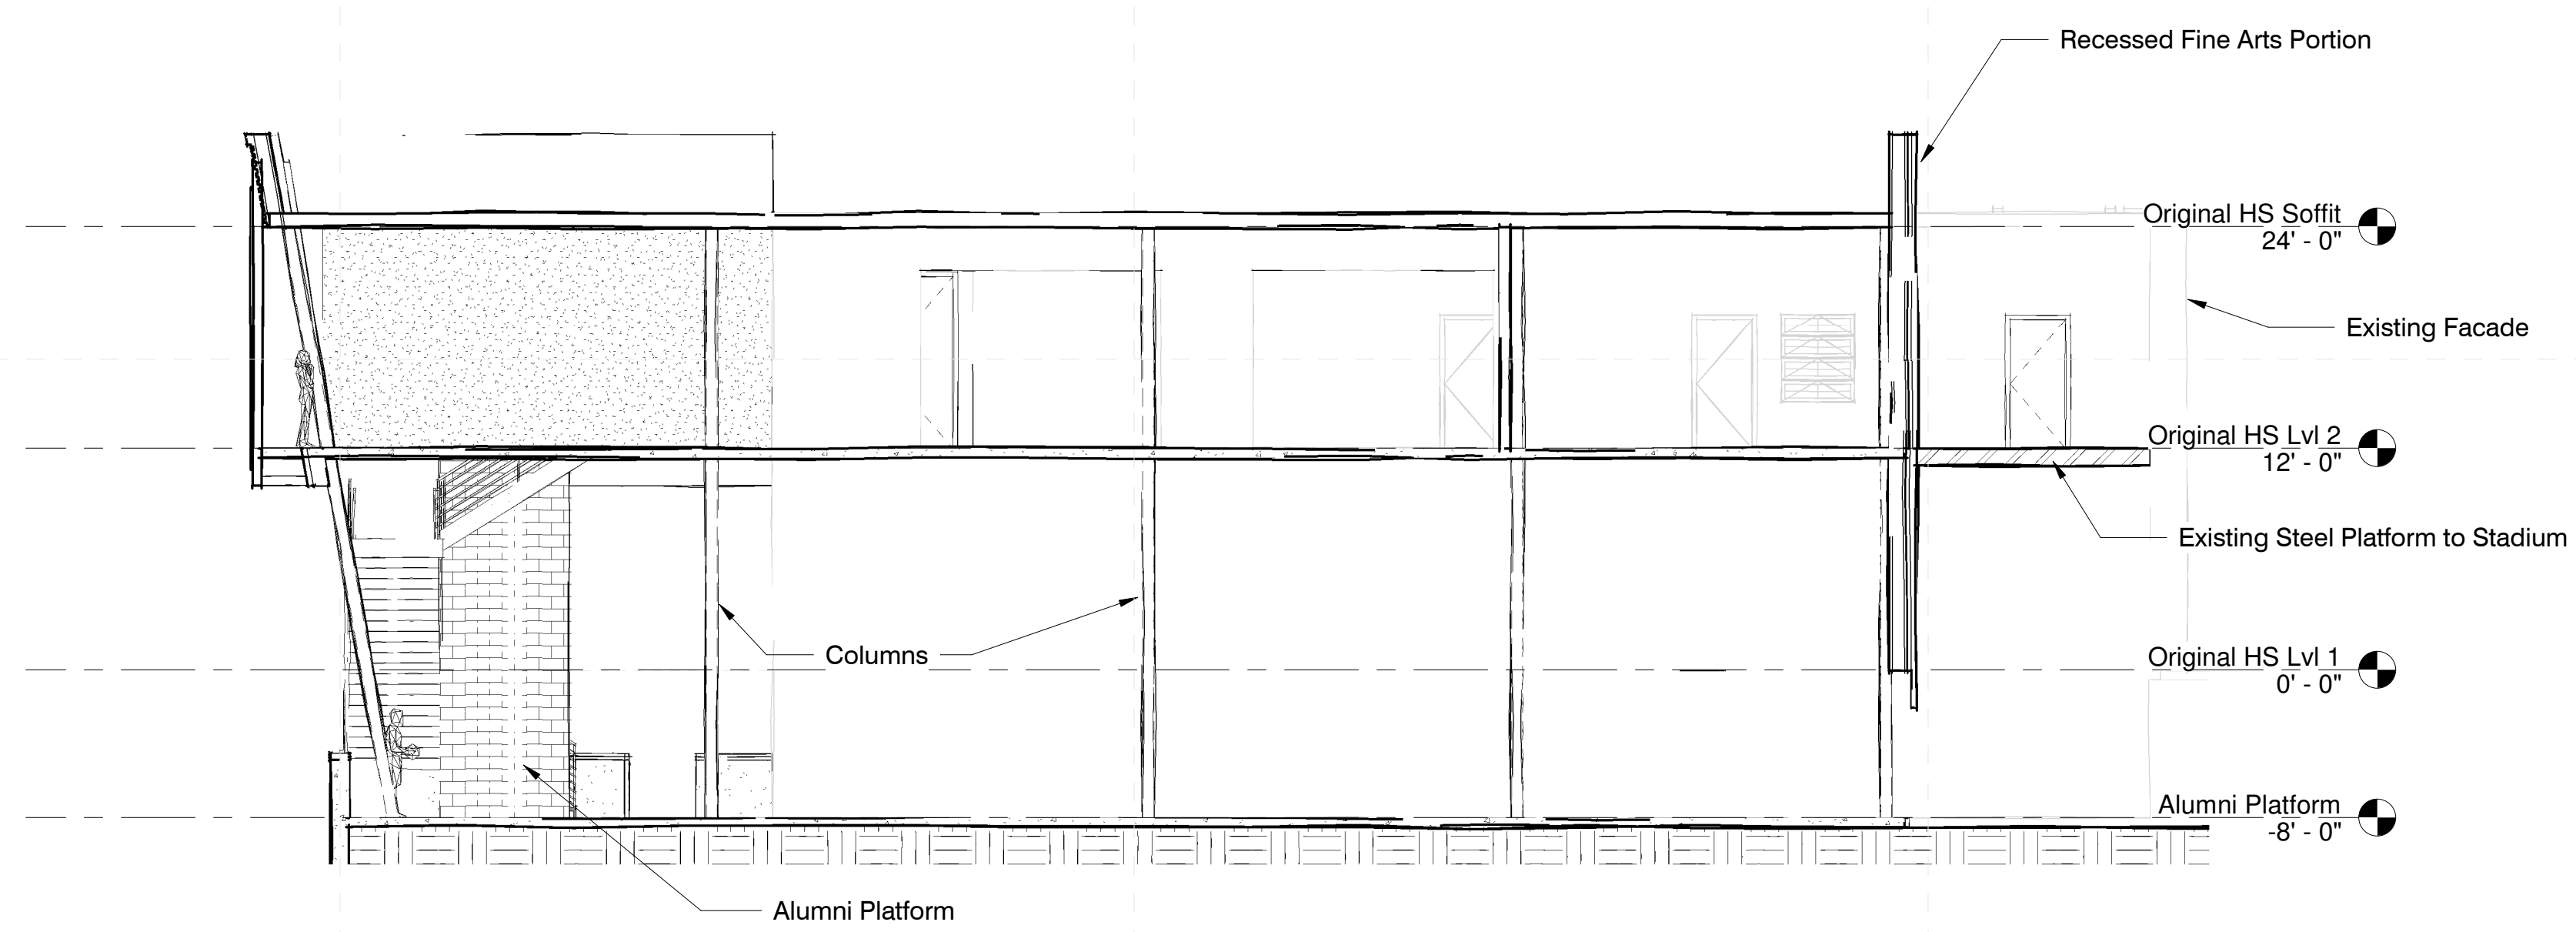 Recessed Fine Arts Portion
Original HS Soffit
24' - 0"
Existing Facade
Original HS Lvl 2
12' - 0"
Existing Steel Platform to Stadium
Columns
Original HS Lvl 1
0' - 0"
Alumni Platform
-8' - 0"
Alumni Platform